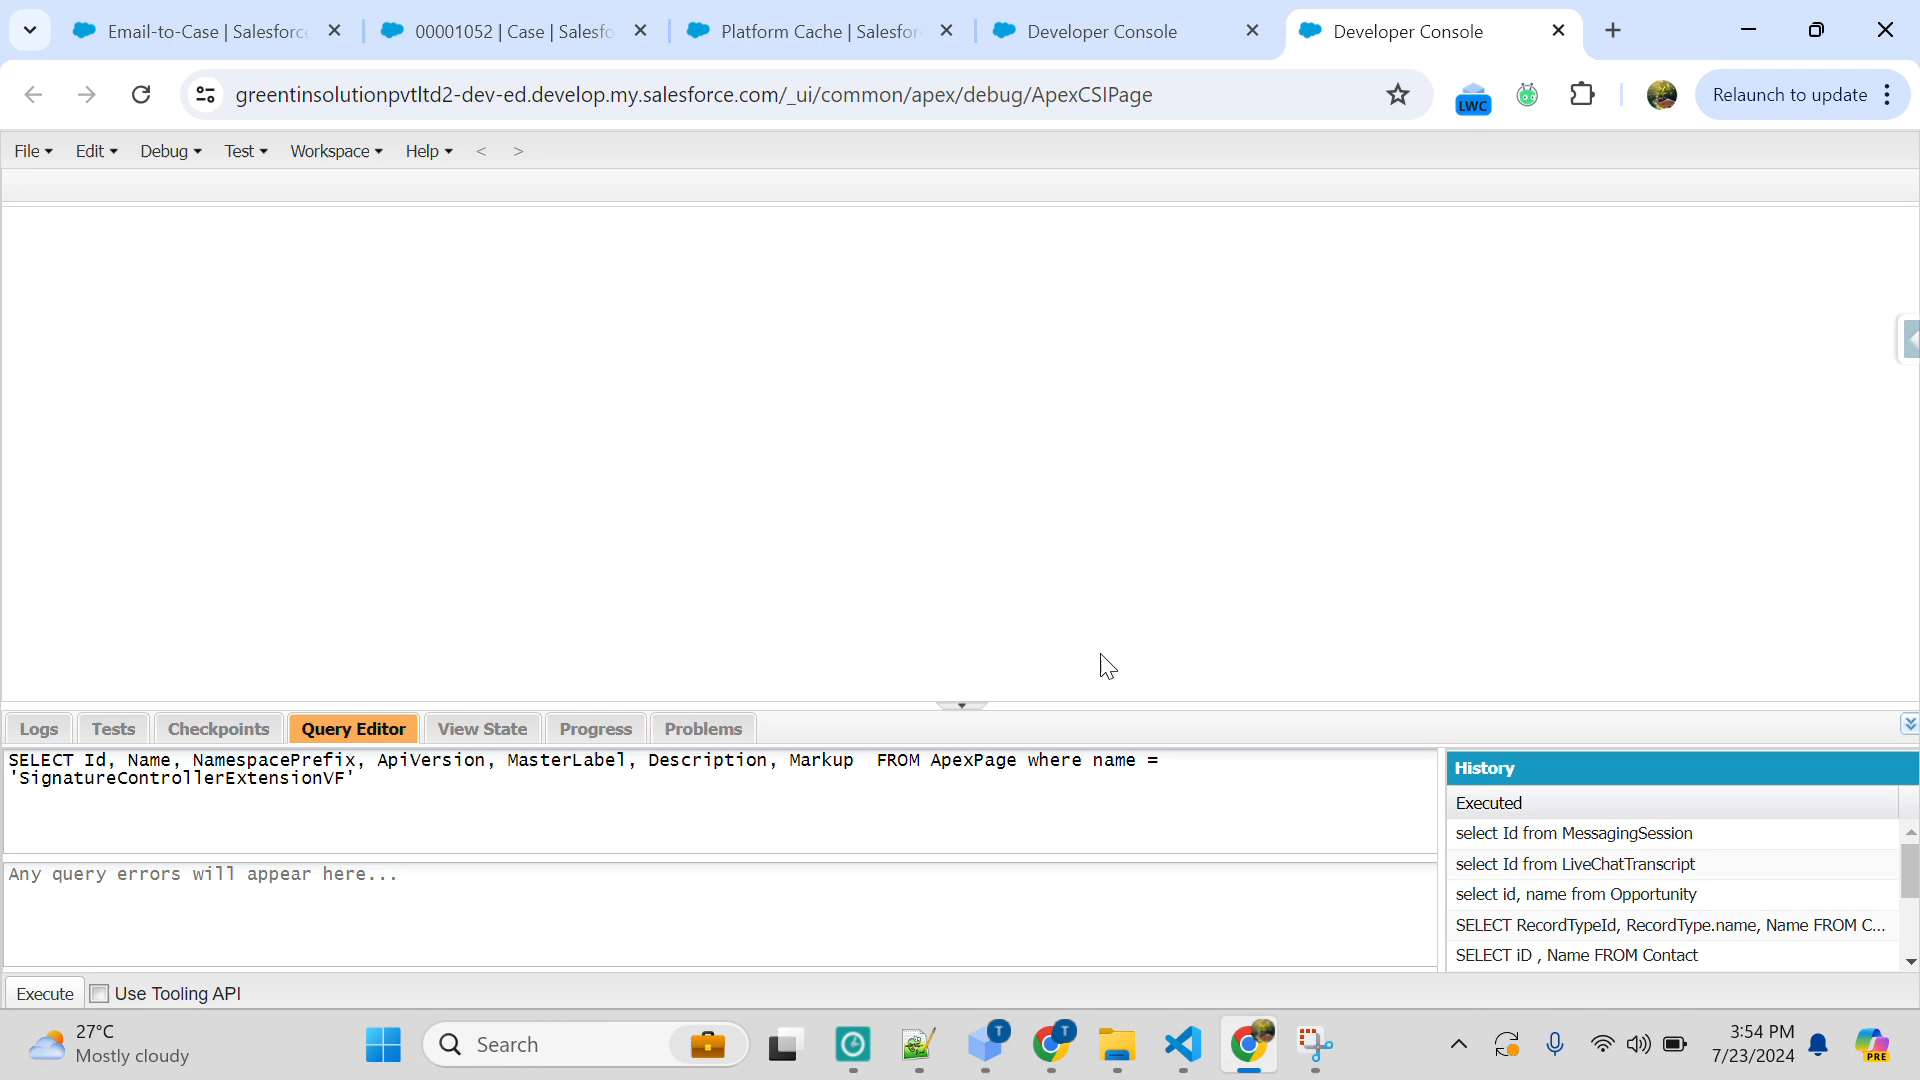 Email-to-Case | Salesforc
00001052 | Case | Salesfo
Platform Cache | Salesfor
Developer Console
Developer Console
greentinsolutionpvtltd2-dev-ed.develop.my.salesforce.com/_ui/common/apex/debug/ApexCSIPage
LWC
Relaunch to update
File Edit Debug Test Workspace Help < >
Logs Tests Checkpoints Query Editor View State Progress Problems
SELECT Id, Name, NamespacePrefix, ApiVersion, MasterLabel, Description, Markup  FROM ApexPage where name =
'SignatureControllerExtensionVF'
Any query errors will appear here...
History
Executed
select Id from MessagingSession
select Id from LiveChatTranscript
select id, name from Opportunity
SELECT RecordTypeId, RecordType.name, Name FROM C...
SELECT iD , Name FROM Contact
Execute Use Tooling API
27°C
Mostly cloudy
Search
T
T
3:54 PM
7/23/2024
PRE